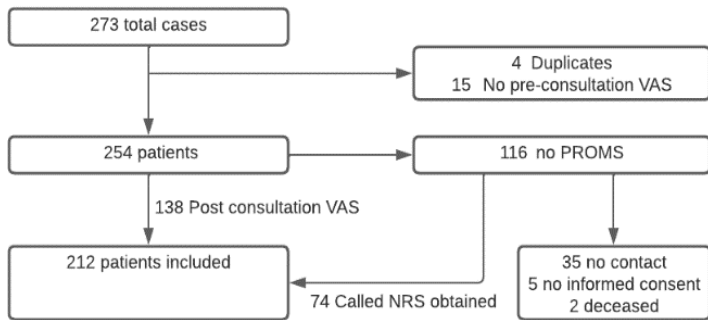 273 total cases
4 Duplicates
15 No pre-consultation VAS
254 patients
116 no PROMS
138 Post consultation VAS
212 patients included
35 no contact
5 no informed consent
2 deceased
74 Called NRS obtained